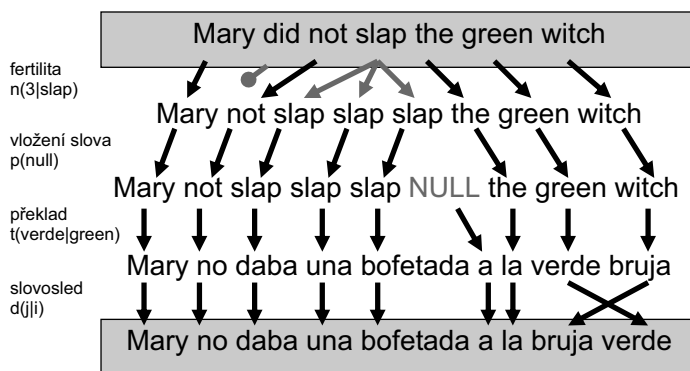 Mary did not slap the green witch
fertilita
n(3|slap)
Mary not slap slap slap the green witch
vložení slova
p(null)
Mary not slap slap slap NULL the green witch
překlad
t(verde|green)
Mary no daba una bofetada a la verde bruja
slovosled
d(j|i)
Mary no daba una bofetada a la bruja verde